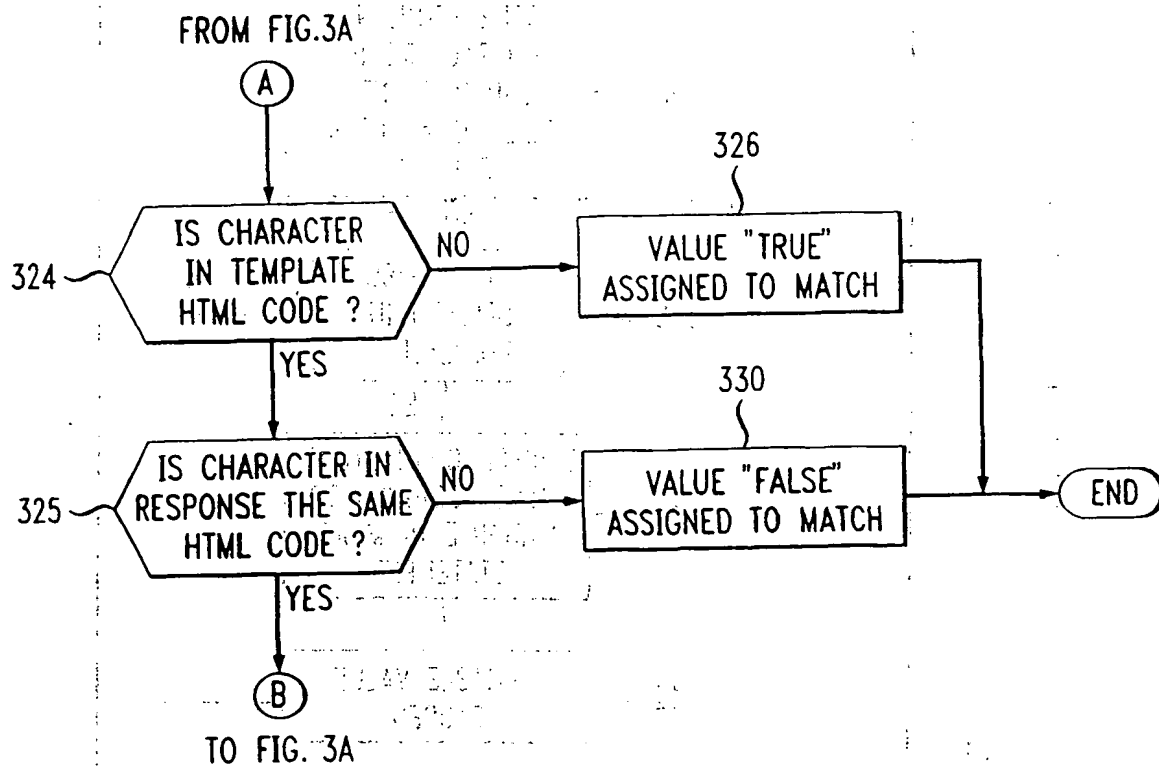 FROM FIG.3A
A
326
IS CHARACTER
IN TEMPLATE
HTML CODE ?
324
NO
VALUE "TRUE"
ASSIGNED TO MATCH
YES
330
IS CHARACTER IN
RESPONSE THE SAME
HTML CODE ?
325
NO
VALUE "FALSE"
ASSIGNED TO MATCH
END
YES
B
TO FIG. 3A